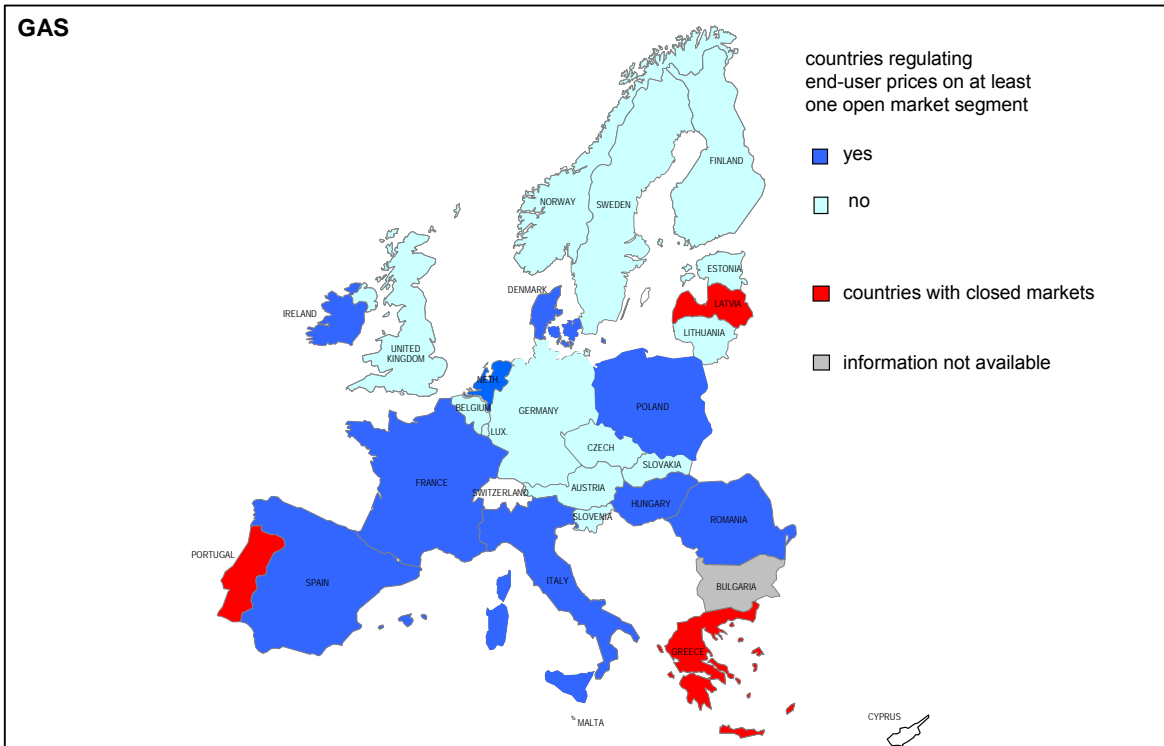 GAS
countries regulating
end-user prices on at least
one open market segment
yes
no
countries with closed markets
information not available
FINLAND
NORWAY
SWEDEN
ESTONIA
DENMARK
LATVIA
IRELAND
LITHUANIA
UNITED
KINGDOM
NETH.
BELGIUM
GERMANY
POLAND
LUX.
CZECH
SLOVAKIA
FRANCE
SWITZERLAND
AUSTRIA
HUNGARY
SLOVENIA
ROMANIA
PORTUGAL
SPAIN
ITALY
BULGARIA
GREECE
MALTA
CYPRUS